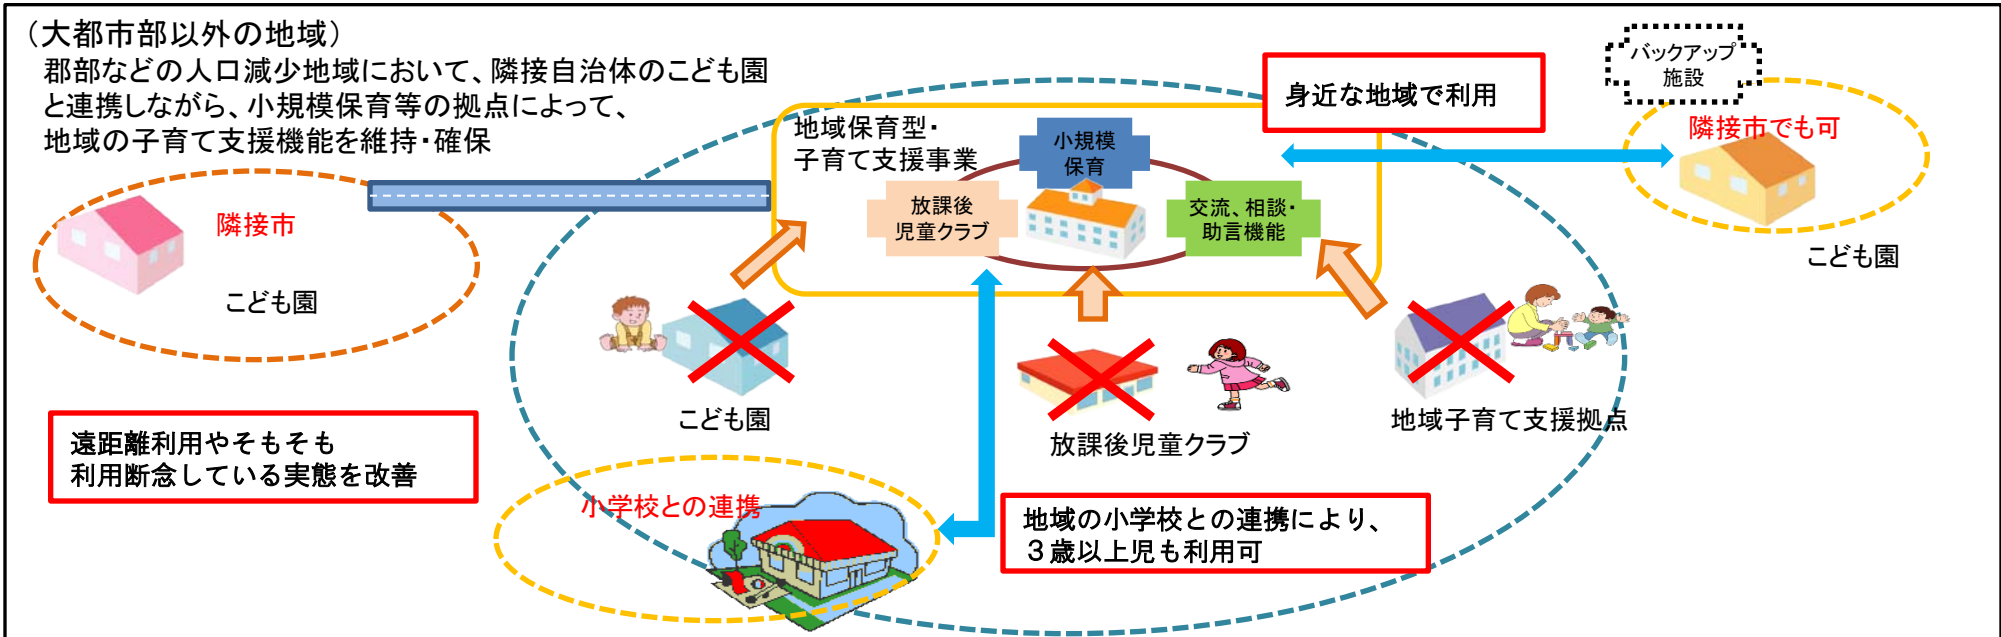 （大都市部以外の地域）
郡部などの人口減少地域において、隣接自治体のこども園
と連携しながら、小規模保育等の拠点によって、
地域の子育て支援機能を維持・確保
バックアップ
施設
身近な地域で利用
隣接市でも可
こども園
地域保育型・
子育て支援事業
小規模
保育
放課後
児童クラブ
交流、相談・
助言機能
隣接市
こども園
こども園
放課後児童クラブ
地域子育て支援拠点
遠距離利用やそもそも
利用断念している実態を改善
小学校との連携
地域の小学校との連携により、
３歳以上児も利用可